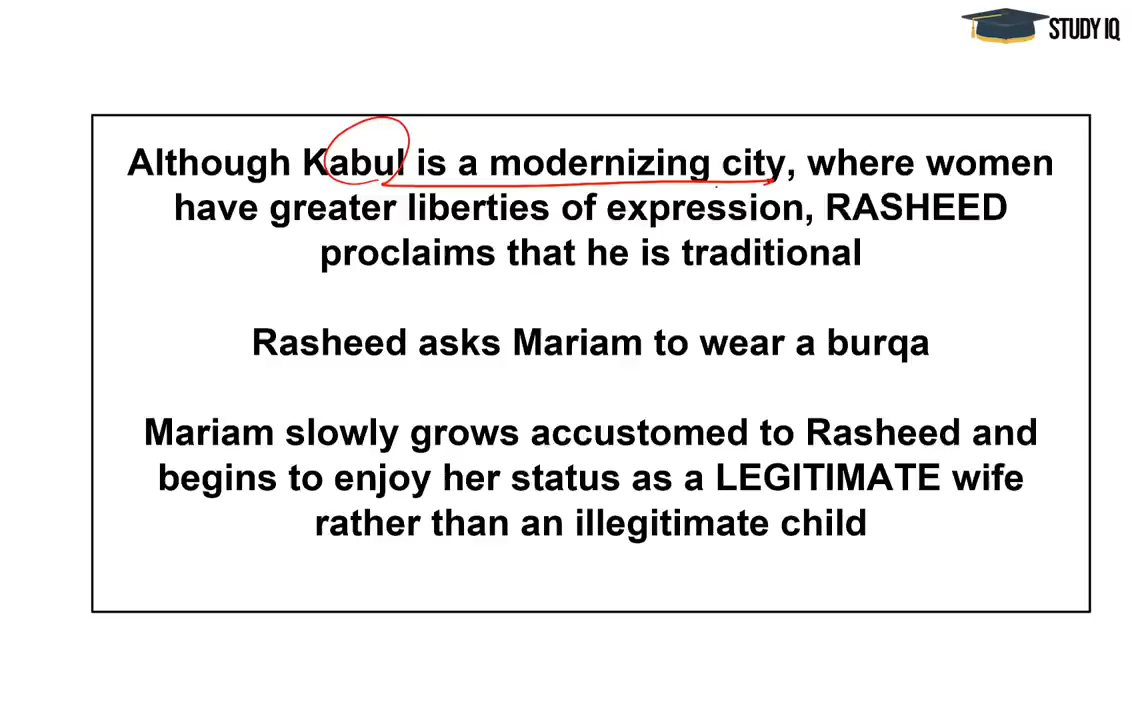 STUDY IQ
Although Kabul is a modernizing city, where women
have greater liberties of expression, RASHEED
proclaims that he is traditional
Rasheed asks Mariam to wear a burqa
Mariam slowly grows accustomed to Rasheed and
begins to enjoy her status as a LEGITIMATE wife
rather than an illegitimate child